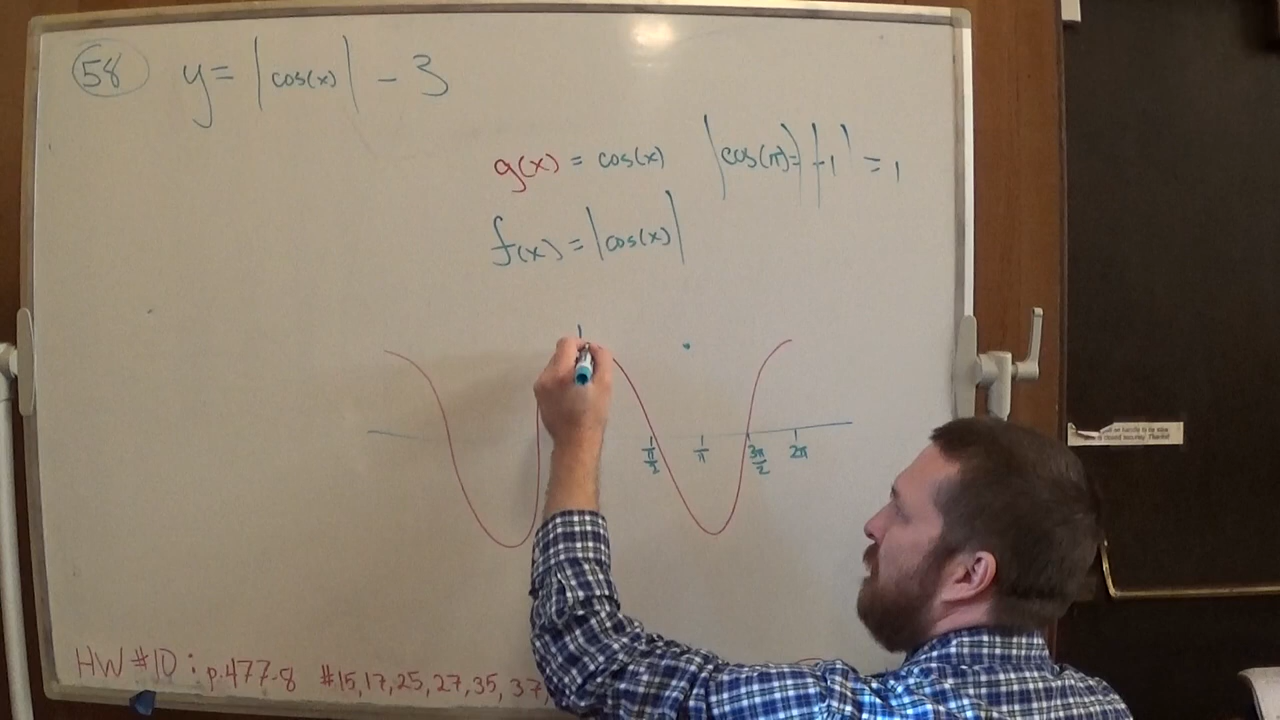 58 y = |cos(x)| - 3
g(x) = cos(x) |cos(π)| = |-1| = 1
f(x) = |cos(x)|
π/2 π 3π/2 2π
HW #10: p.477-8 #15,17,25,27,35,37